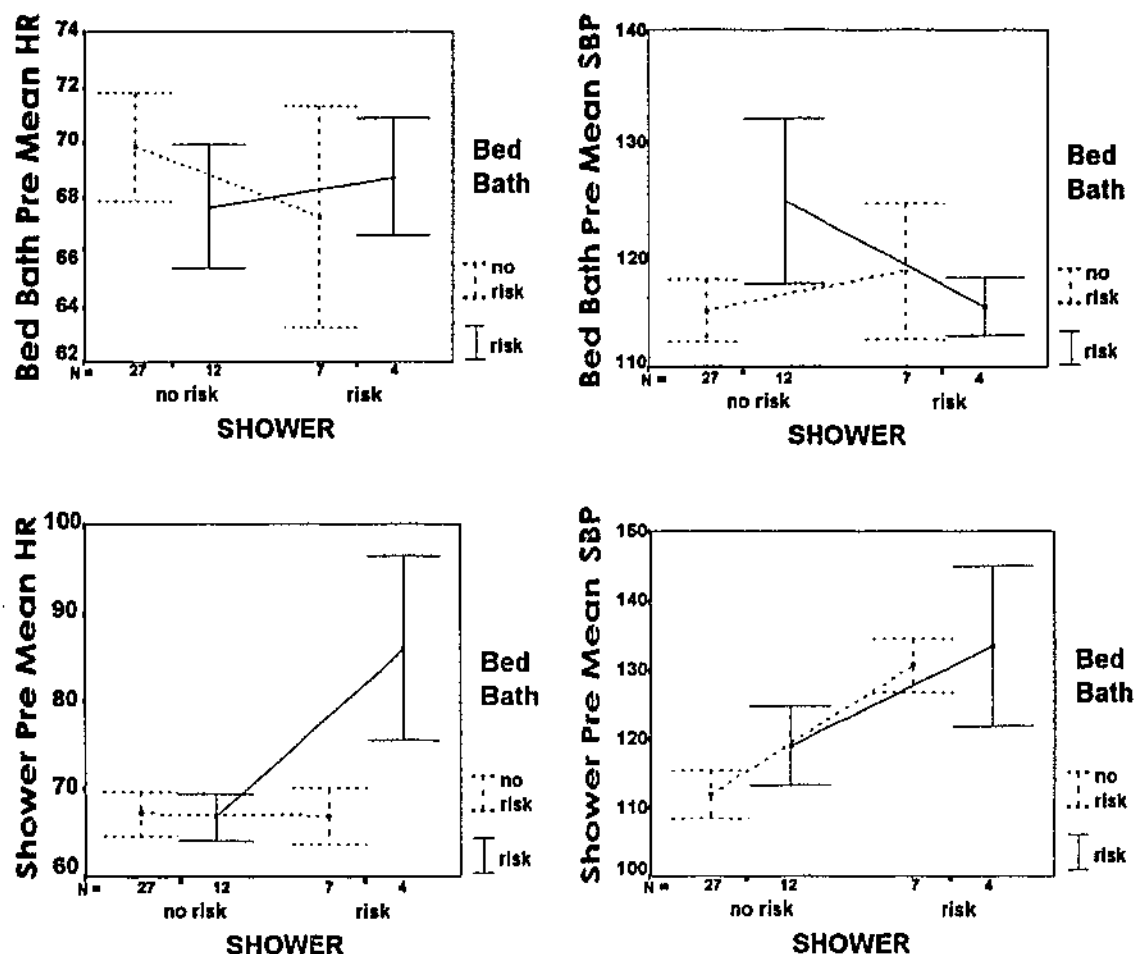 Bed Bath Pre Mean HR
74
72
70
68
66
64
62
N =
27
12
7
4
no risk
risk
SHOWER
Bed
Bath
no
risk
risk
Bed Bath Pre Mean SBP
140
130
120
110
N =
27
12
7
4
no risk
risk
SHOWER
Bed
Bath
no
risk
risk
Shower Pre Mean HR
100
90
80
70
60
N =
27
12
7
4
no risk
risk
SHOWER
Bed
Bath
no
risk
risk
Shower Pre Mean SBP
150
140
130
120
110
100
N =
27
12
7
4
no risk
risk
SHOWER
Bed
Bath
no
risk
risk